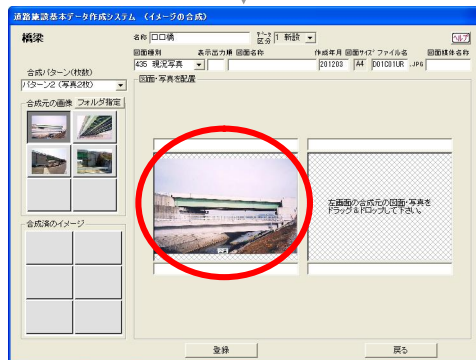 道路施設基本データ作成システム （イメージの合成）
橋梁
名称 口口橋 データ区分 1 新設 ヘルプ
図面種別 表示出力順 図面名称 作成年月 図面サイズ ファイル名 図面媒体名称
435 現況写真 201203 A4 D01C01UR .JPG
合成パターン(枚数)
パターン2 (写真2枚)
図面・写真を配置
合成元の画像 フォルダ指定
左画面の合成元の図面・写真を
ドラッグ＆ドロップして下さい。
合成済のイメージ
登録 戻る